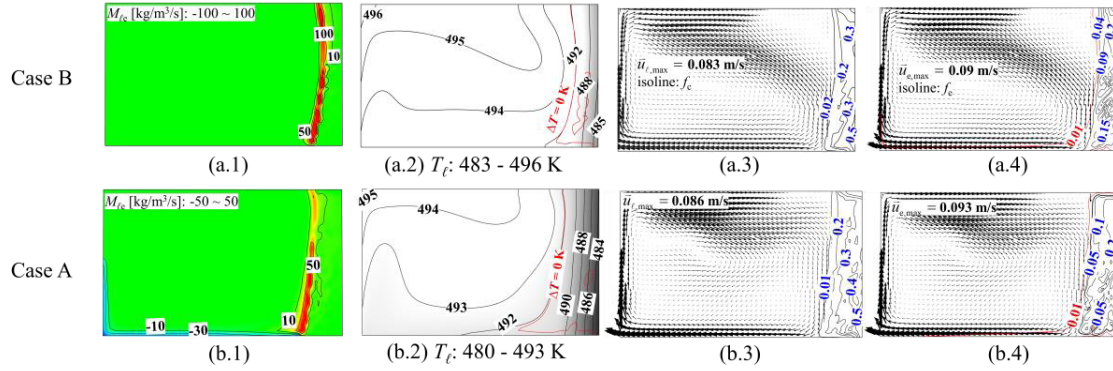 Case B
M_ℓe [kg/m³/s]: -100 ~ 100
100
10
50
(a.1)
496
495
492
494
488
485
ΔT = 0 K
(a.2) T_ℓ: 483 - 496 K
ū_ℓ,max = 0.083 m/s
isoline: f_c
0.3
0.2
0.02
0.3
0.5
(a.3)
ū_e,max = 0.09 m/s
isoline: f_e
0.04
0.09
0.01
0.15
(a.4)
Case A
M_ℓe [kg/m³/s]: -50 ~ 50
50
10
-10
-30
(b.1)
495
494
493
492
490
488
486
484
ΔT = 0 K
(b.2) T_ℓ: 480 - 493 K
ū_ℓ,max = 0.086 m/s
0.2
0.3
0.01
0.4
0.5
(b.3)
ū_e,max = 0.093 m/s
0.1
0.05
0.01
0.05
(b.4)